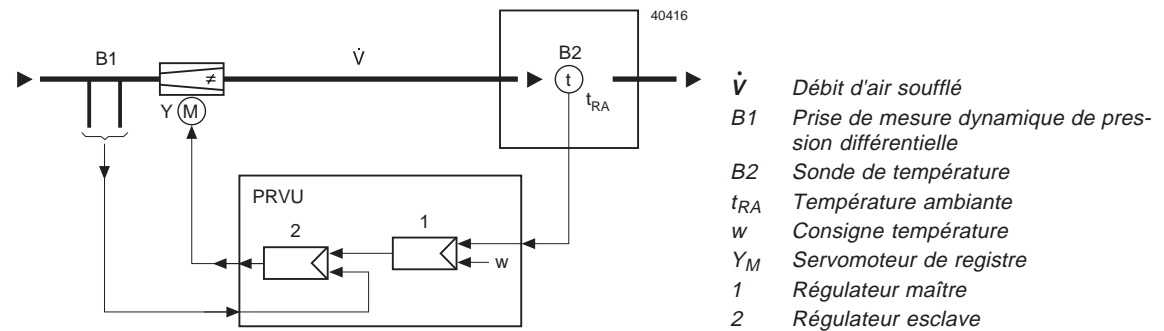 40416
B1
V̇
B2
t
t_RA
Y M
PRVU
2
1
w
V̇ Débit d'air soufflé
B1 Prise de mesure dynamique de pres-
sion différentielle
B2 Sonde de température
t_RA Température ambiante
w Consigne température
Y_M Servomoteur de registre
1 Régulateur maître
2 Régulateur esclave